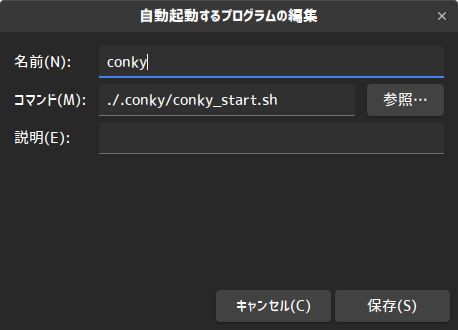 自動起動するプログラムの編集
×
名前(N):
conky
コマンド(M):
./.conky/conky_start.sh
参照…
説明(E):
キャンセル(C)
保存(S)